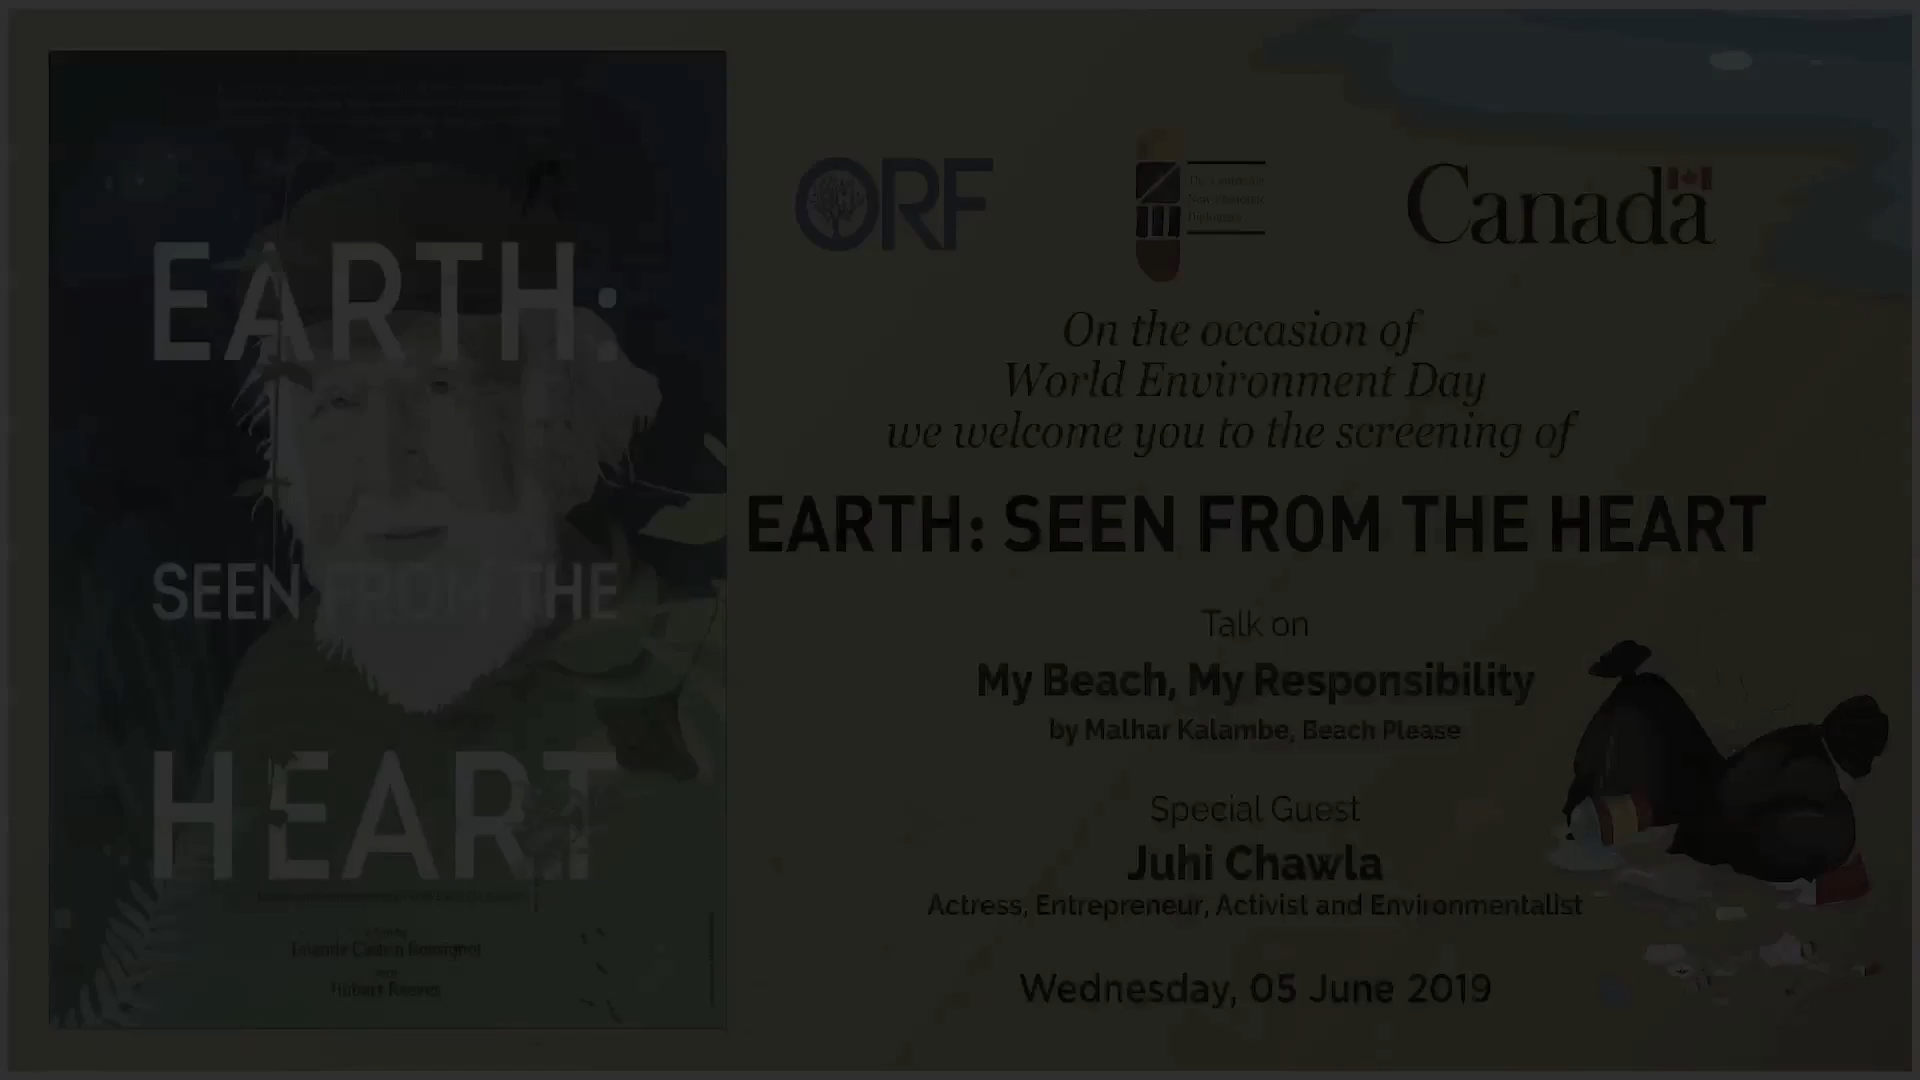 EARTH:
SEEN FROM THE
HEART
ORF
Canada
On the occasion of
World Environment Day
we welcome you to the screening of
EARTH: SEEN FROM THE HEART
Talk on
My Beach, My Responsibility
by Malhar Kalambe, Beach Please
Special Guest
Juhi Chawla
Actress, Entrepreneur, Activist and Environmentalist
Wednesday, 05 June 2019